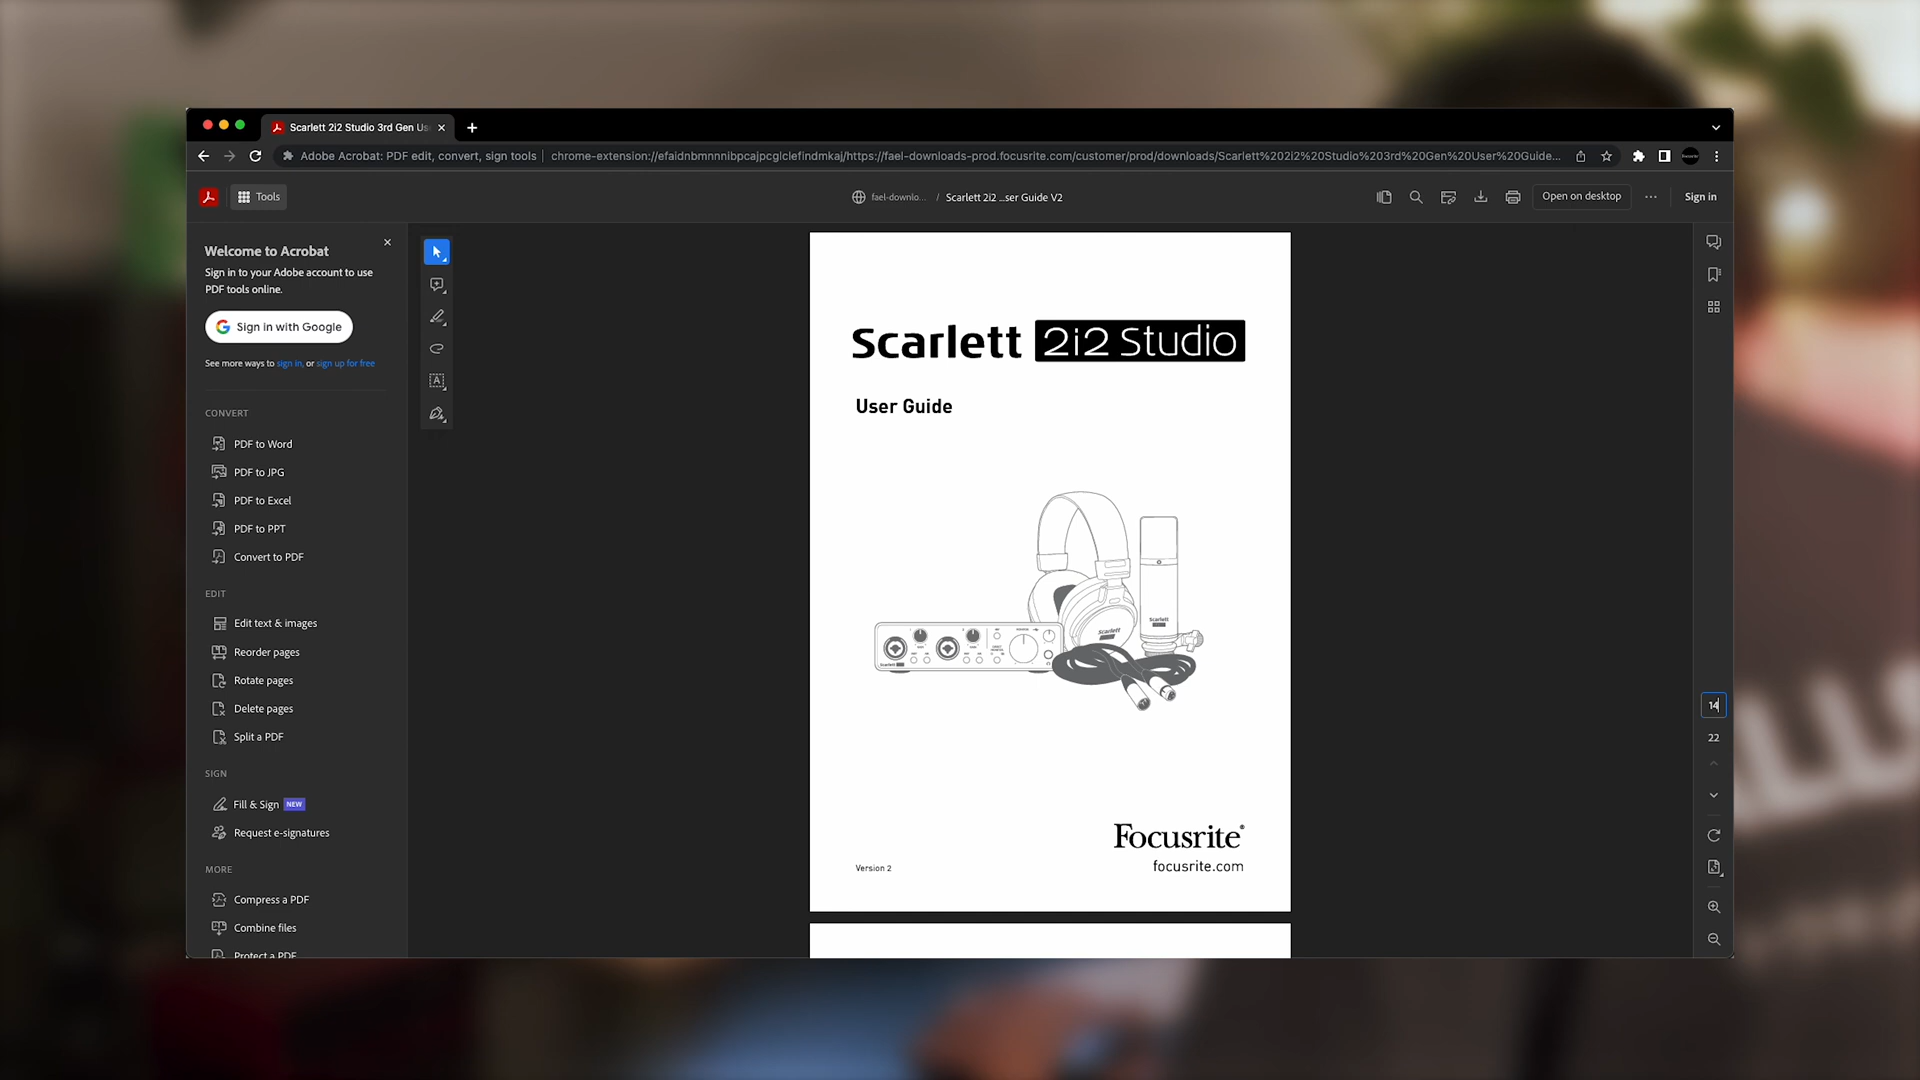 Scarlett 2i2 Studio 3rd Gen Us
Adobe Acrobat: PDF edit, convert, sign tools
chrome-extension://efaidnbmnnnibpcajpcglclefindmkaj/https://fael-downloads-prod.focusrite.com/customer/prod/downloads/Scarlett%202i2%20Studio%203rd%20Gen%20User%20Guide...
Tools
fael-downlo... / Scarlett 2i2 ...ser Guide V2
Open on desktop
Sign in
Welcome to Acrobat
Sign in to your Adobe account to use
PDF tools online.
Sign in with Google
See more ways to sign in, or sign up for free
CONVERT
PDF to Word
PDF to JPG
PDF to Excel
PDF to PPT
Convert to PDF
EDIT
Edit text & images
Reorder pages
Rotate pages
Delete pages
Split a PDF
SIGN
Fill & Sign NEW
Request e-signatures
MORE
Compress a PDF
Combine files
Protect a PDF
Scarlett 2i2 Studio
User Guide
Scarlett
Scarlett
Scarlett
Focusrite®
focusrite.com
Version 2
14
22